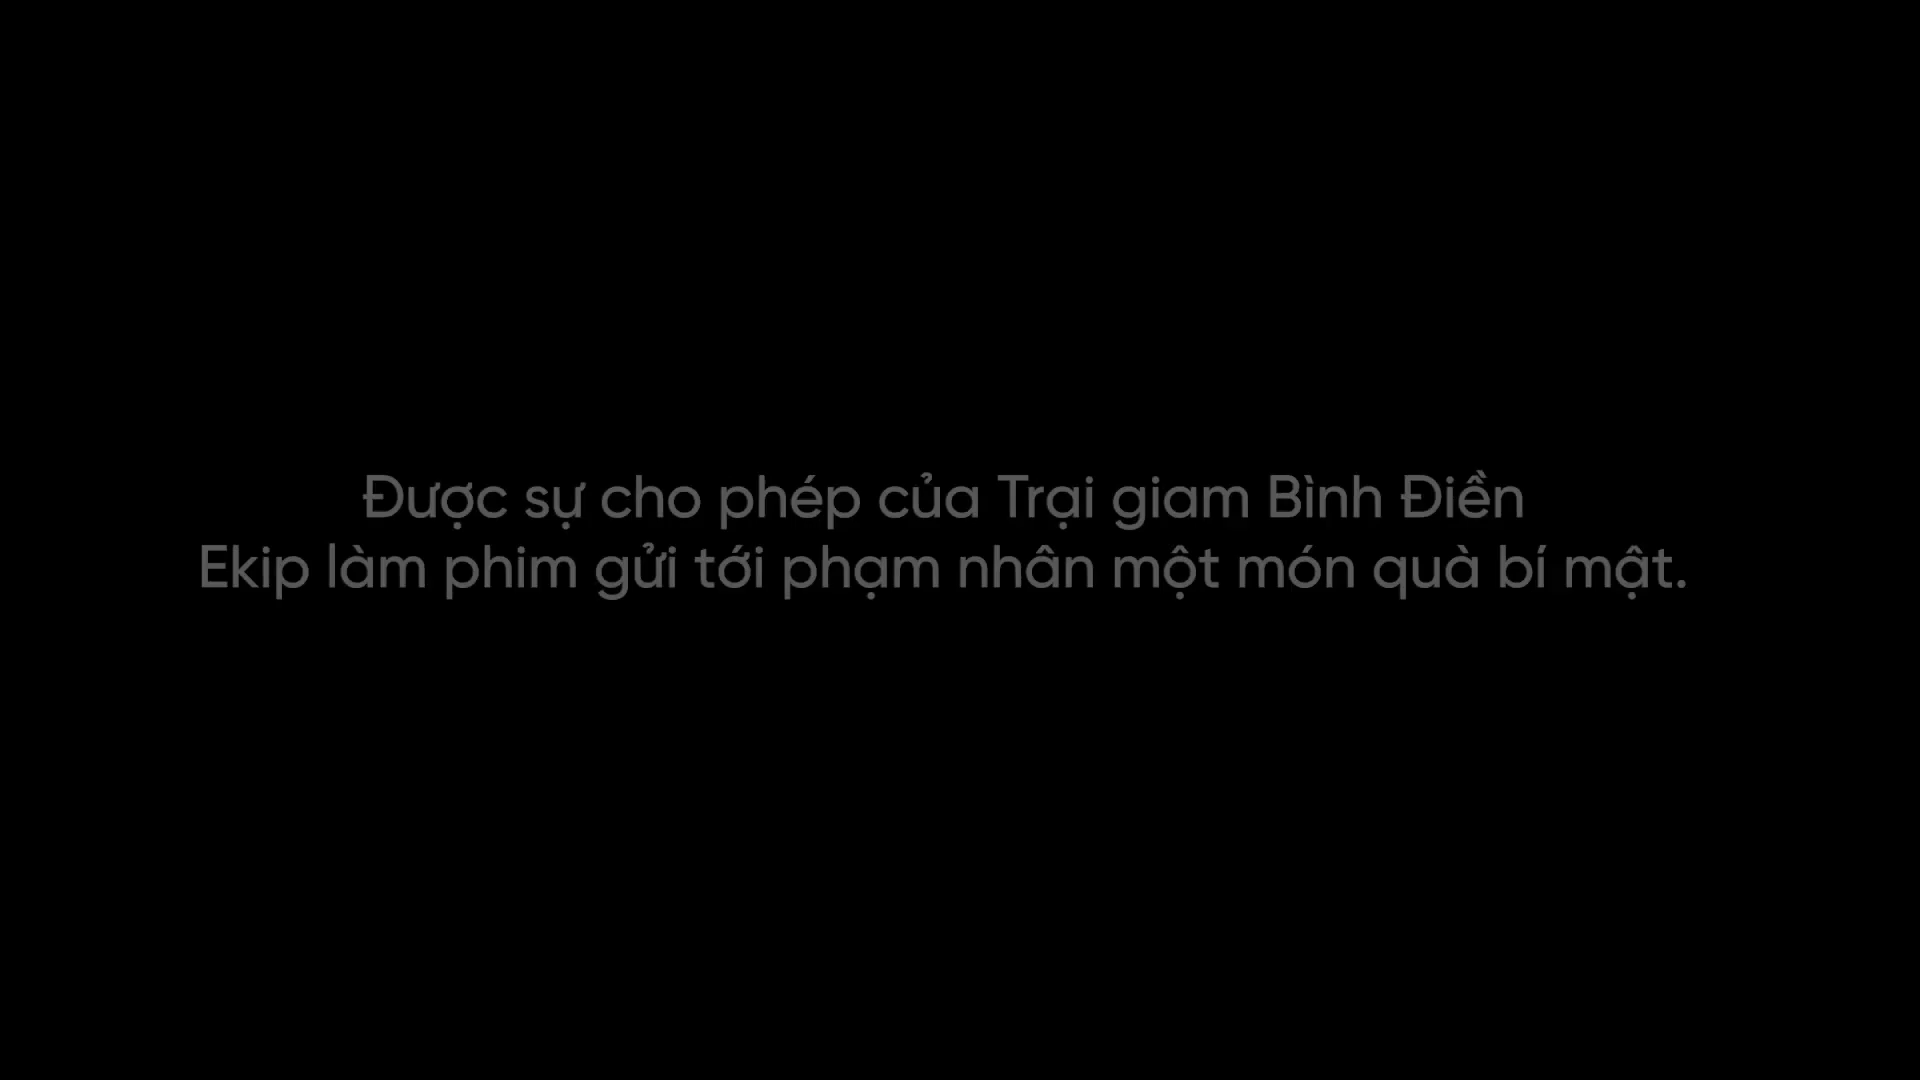 Được sự cho phép của Trại giam Bình Điền
Ekip làm phim gửi tới phạm nhân một món quà bí mật.